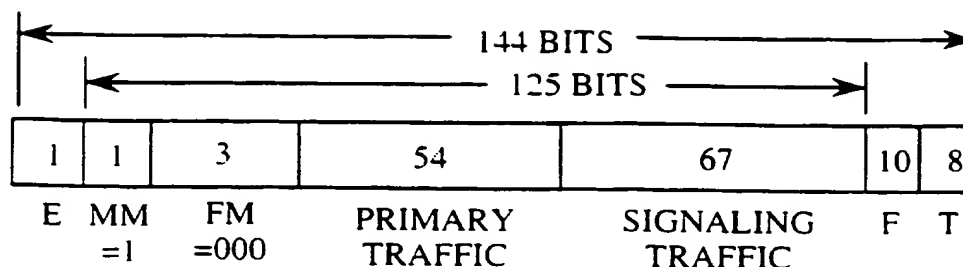 144 BITS
125 BITS
1 1 3 54 67 10 8
E MM FM PRIMARY SIGNALING F T
=1 =000 TRAFFIC TRAFFIC